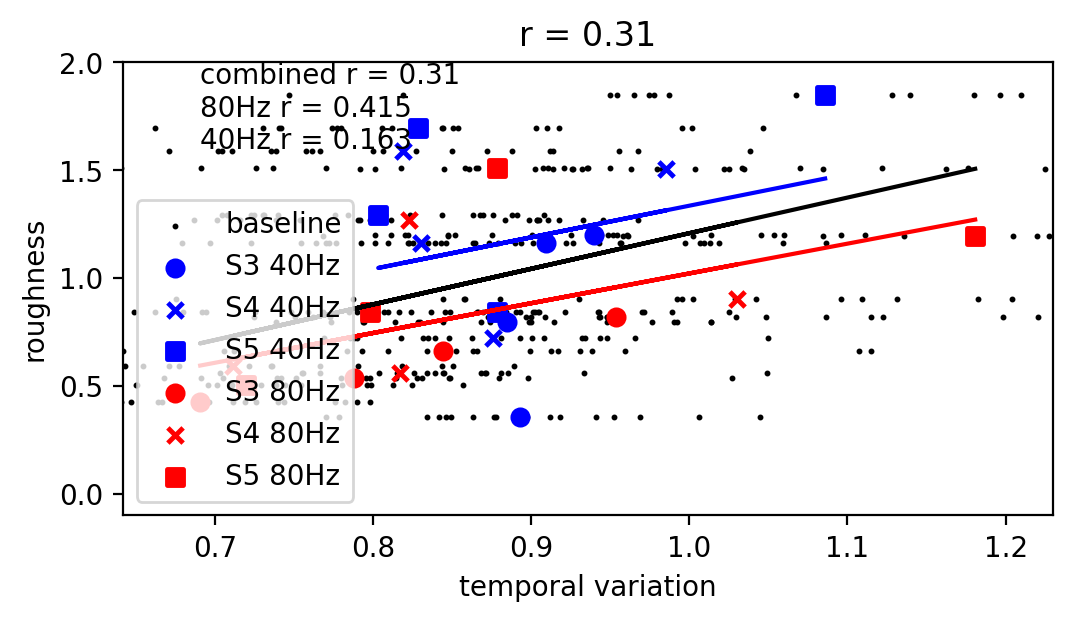 r = 0.31
combined r = 0.31
80Hz r = 0.415
40Hz r = 0.163
baseline
S3 40Hz
S4 40Hz
S5 40Hz
S3 80Hz
S4 80Hz
S5 80Hz
roughness
2.0
1.5
1.0
0.5
0.0
0.7 0.8 0.9 1.0 1.1 1.2
temporal variation